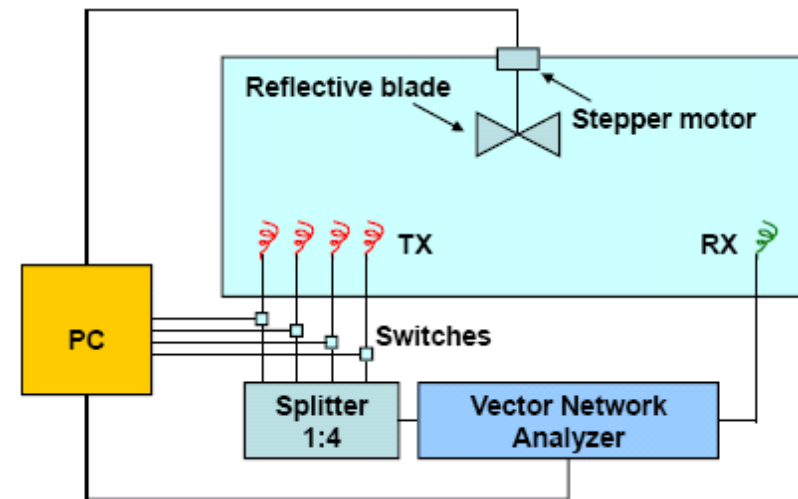 Reflective blade
Stepper motor
TX
RX
PC
Switches
Splitter
1:4
Vector Network
Analyzer